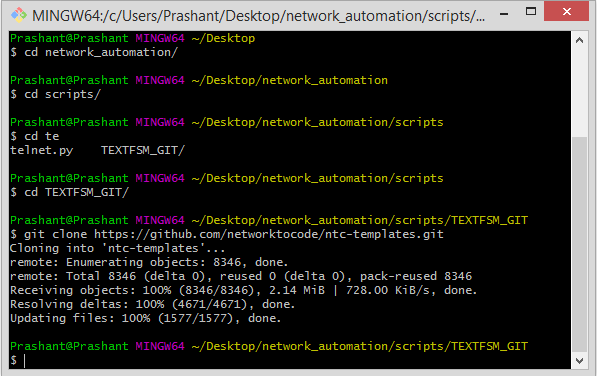 MINGW64:/c/Users/Prashant/Desktop/network_automation/scripts/...
Prashant@Prashant MINGW64 ~/Desktop
$ cd network_automation/
Prashant@Prashant MINGW64 ~/Desktop/network_automation
$ cd scripts/
Prashant@Prashant MINGW64 ~/Desktop/network_automation/scripts
$ cd te
telnet.py    TEXTFSM_GIT/
Prashant@Prashant MINGW64 ~/Desktop/network_automation/scripts
$ cd TEXTFSM_GIT/
Prashant@Prashant MINGW64 ~/Desktop/network_automation/scripts/TEXTFSM_GIT
$ git clone https://github.com/networktocode/ntc-templates.git
Cloning into 'ntc-templates'...
remote: Enumerating objects: 8346, done.
remote: Total 8346 (delta 0), reused 0 (delta 0), pack-reused 8346
Receiving objects: 100% (8346/8346), 2.14 MiB | 728.00 KiB/s, done.
Resolving deltas: 100% (4671/4671), done.
Updating files: 100% (1577/1577), done.
Prashant@Prashant MINGW64 ~/Desktop/network_automation/scripts/TEXTFSM_GIT
$